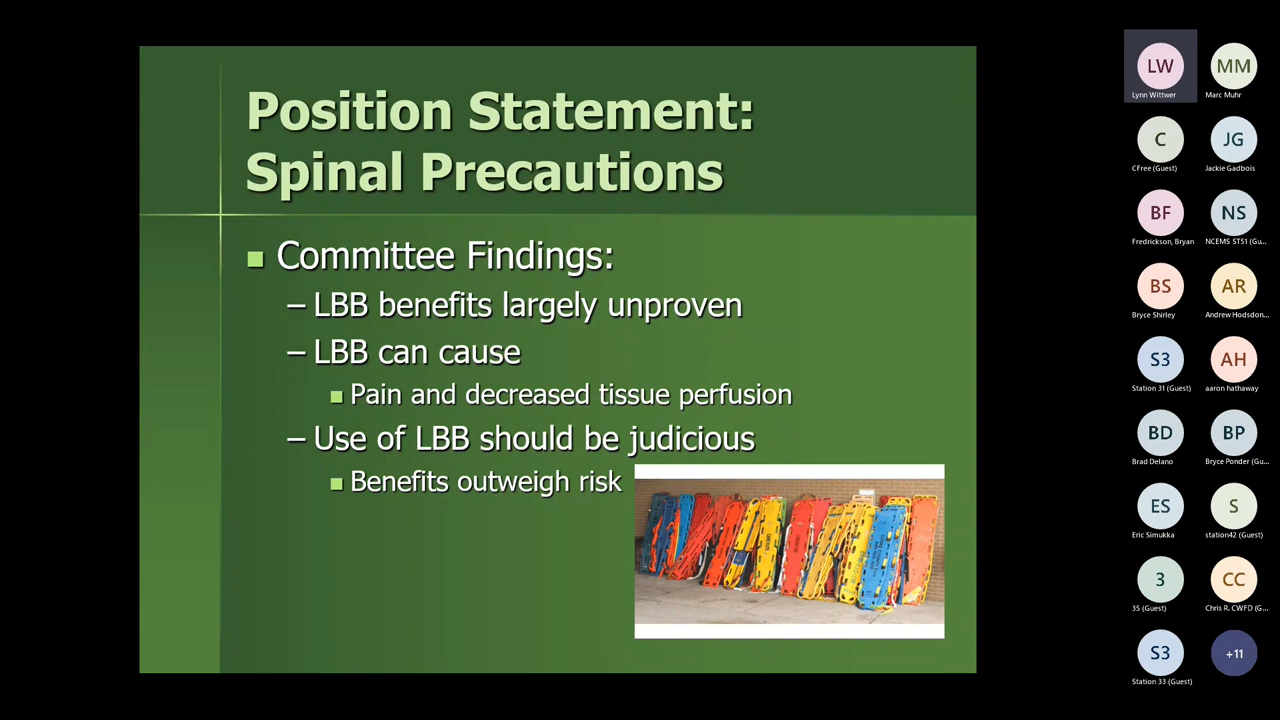 Position Statement:
Spinal Precautions
Committee Findings:
– LBB benefits largely unproven
– LBB can cause
Pain and decreased tissue perfusion
– Use of LBB should be judicious
Benefits outweigh risk
LW
Lynn Wittwer
MM
Marc Muhr
C
CFree (Guest)
JG
Jackie Gadbois
BF
Fredrickson, Bryan
NS
NCEMS ST51 (Gu...
BS
Bryce Shirley
AR
Andrew Hodsdon...
S3
Station 31 (Guest)
AH
aaron hathaway
BD
Brad Delano
BP
Bryce Ponder (Gu...
ES
Eric Simukka
S
station42 (Guest)
3
35 (Guest)
CC
Chris R. CWFD (G...
S3
Station 33 (Guest)
+11